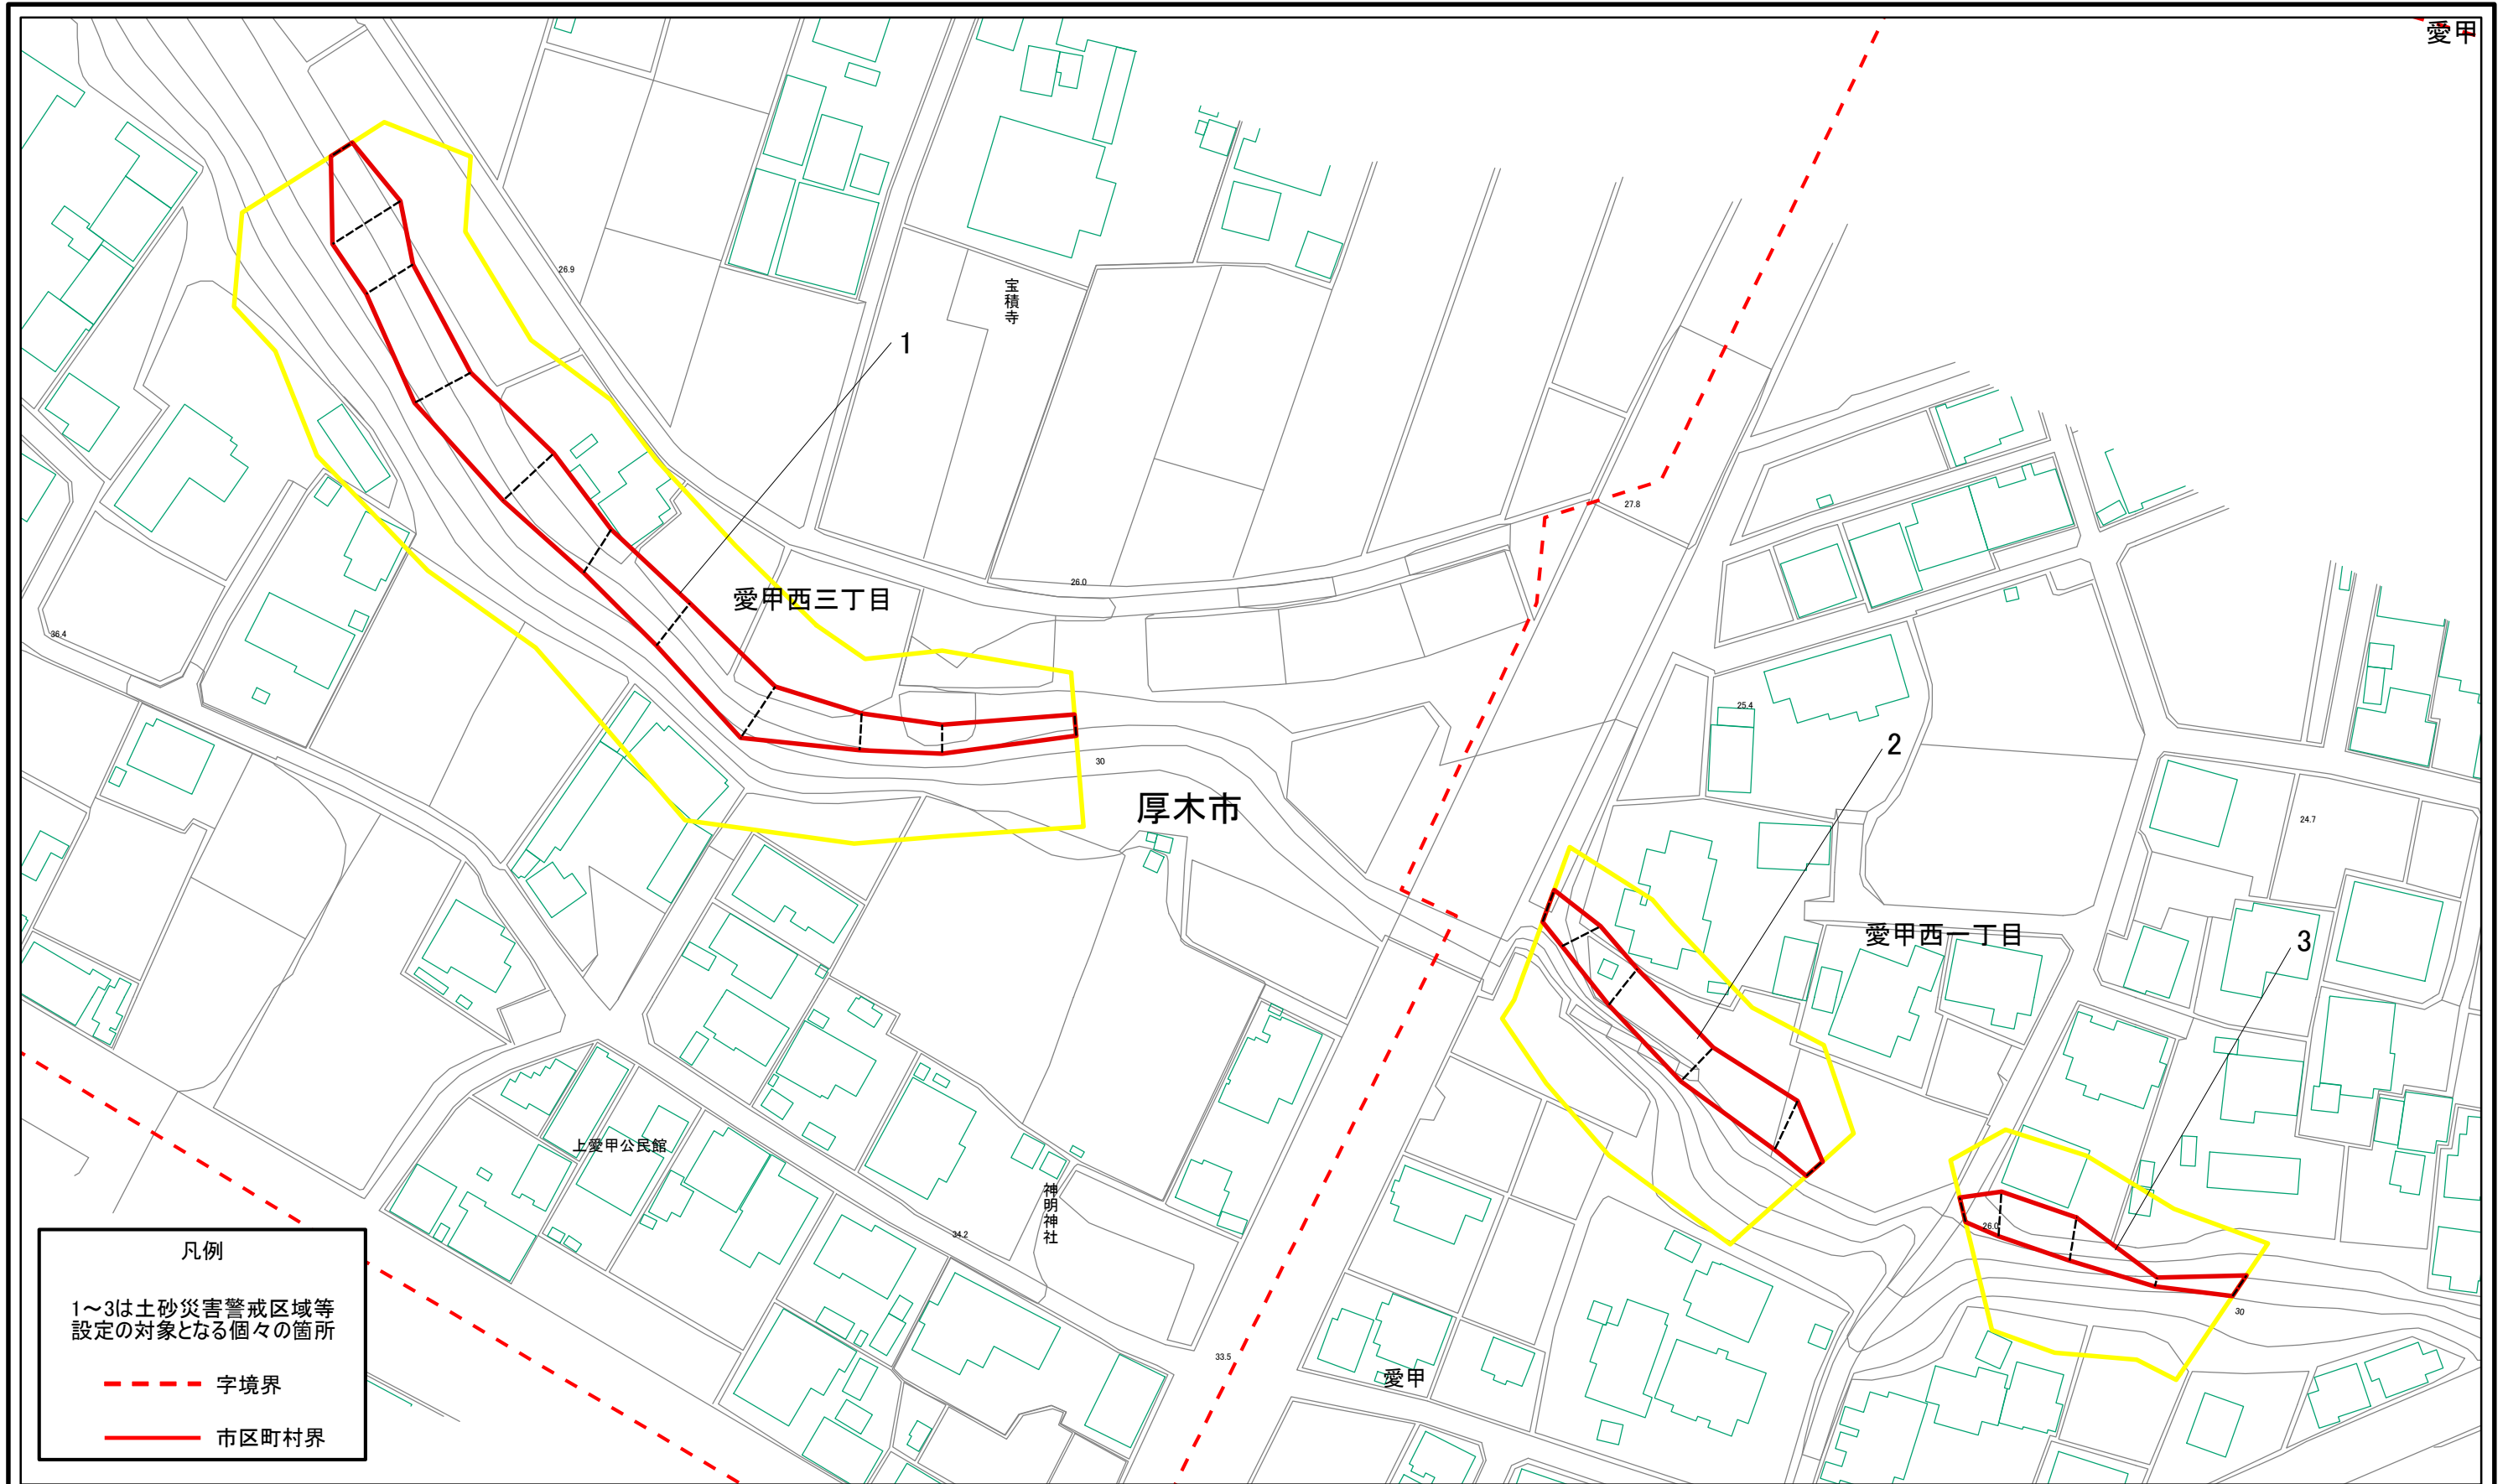 愛甲
26.9
宝積寺
1
27.8
26.0
愛甲西三丁目
36.4
25.4
2
30
厚木市
24.7
愛甲西一丁目
3
上愛甲公民館
神明神社
26.0
34.2
30
33.5
愛甲
凡例
1~3は土砂災害警戒区域等
設定の対象となる個々の箇所
字境界
市区町村界